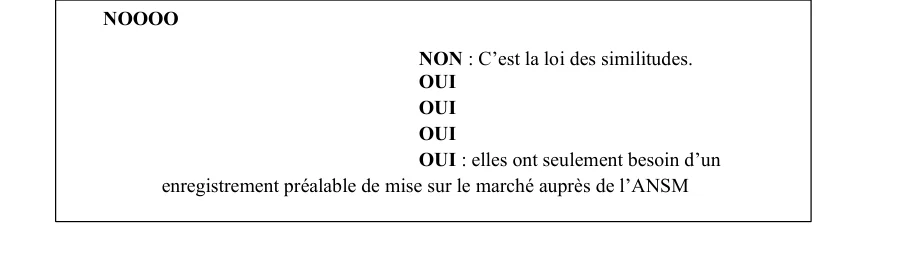 NOOOO
NON : C’est la loi des similitudes.
OUI
OUI
OUI
OUI : elles ont seulement besoin d’un
enregistrement préalable de mise sur le marché auprès de l’ANSM